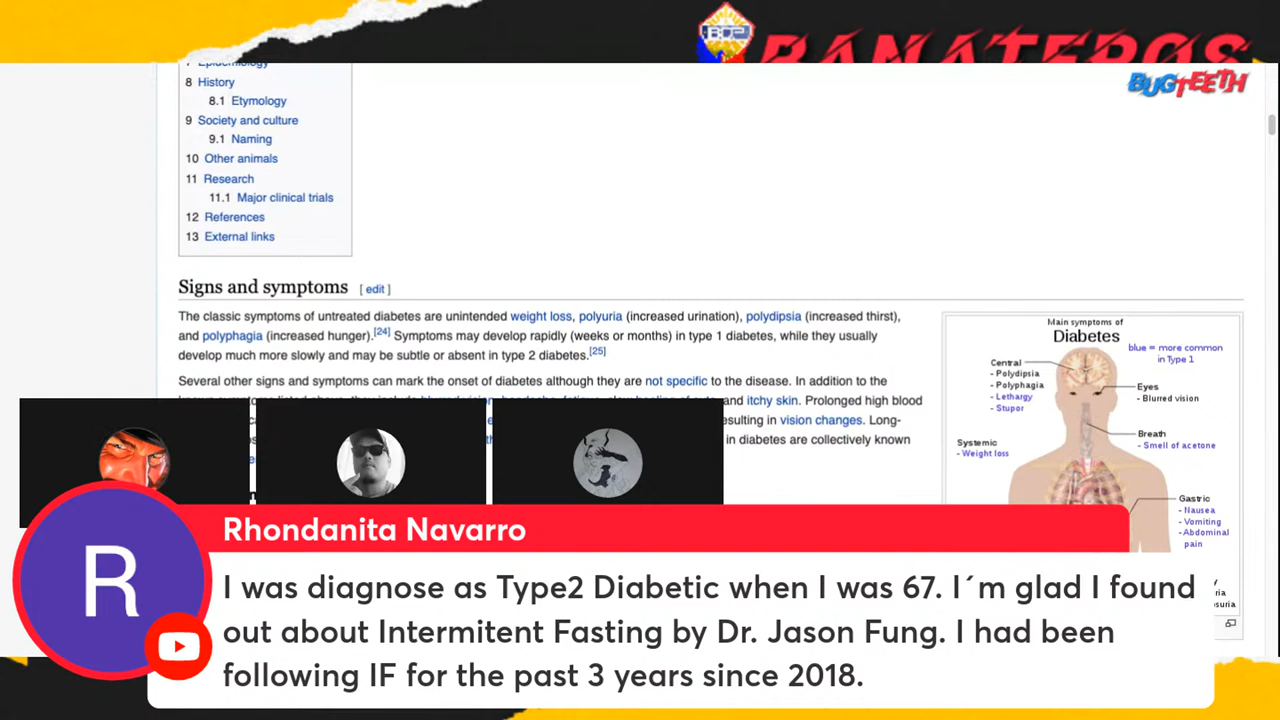 BO2
BANATEROS
BUGTEETH
7 Epidemiology
8 History
8.1 Etymology
9 Society and culture
9.1 Naming
10 Other animals
11 Research
11.1 Major clinical trials
12 References
13 External links
Signs and symptoms [ edit ]
The classic symptoms of untreated diabetes are unintended weight loss, polyuria (increased urination), polydipsia (increased thirst),
and polyphagia (increased hunger).[24] Symptoms may develop rapidly (weeks or months) in type 1 diabetes, while they usually
develop much more slowly and may be subtle or absent in type 2 diabetes.[25]
Several other signs and symptoms can mark the onset of diabetes although they are not specific to the disease. In addition to the
and itchy skin. Prolonged high blood
resulting in vision changes. Long-
in diabetes are collectively known
Main symptoms of
Diabetes
blue = more common
in Type 1
Central
- Polydipsia
- Polyphagia
- Lethargy
- Stupor
Eyes
- Blurred vision
Breath
- Smell of acetone
Systemic
- Weight loss
Gastric
- Nausea
- Vomiting
- Abdominal
pain
R
Rhondanita Navarro
I was diagnose as Type2 Diabetic when I was 67. I´m glad I found
out about Intermitent Fasting by Dr. Jason Fung. I had been
following IF for the past 3 years since 2018.